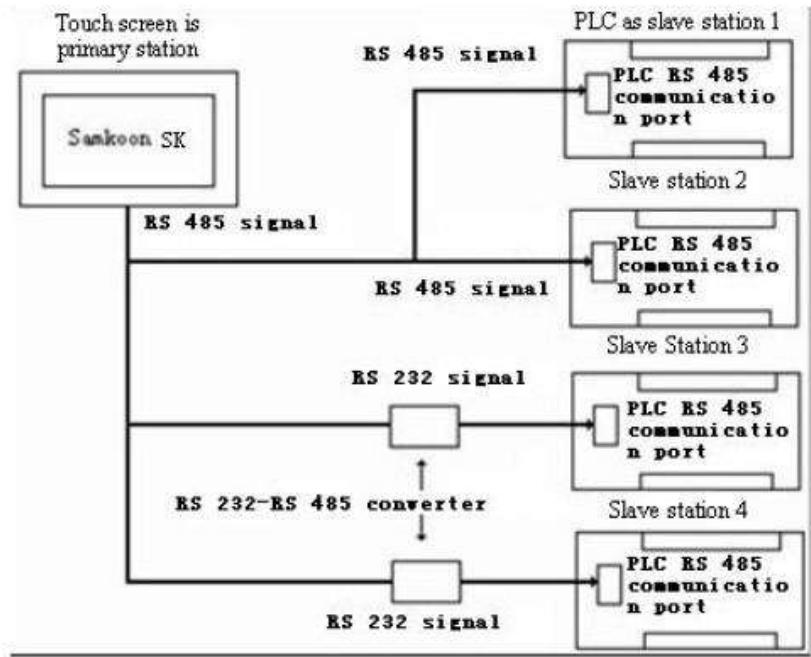 Touch screen is
primary station
Samkoon SK
RS 485 signal
PLC as slave station 1
RS 485 signal
PLC RS 485
communicatio
n port
Slave station 2
RS 485 signal
PLC RS 485
communicatio
n port
Slave Station 3
RS 232 signal
PLC RS 485
communicatio
n port
RS 232-RS 485 converter
Slave station 4
RS 232 signal
PLC RS 485
communicatio
n port